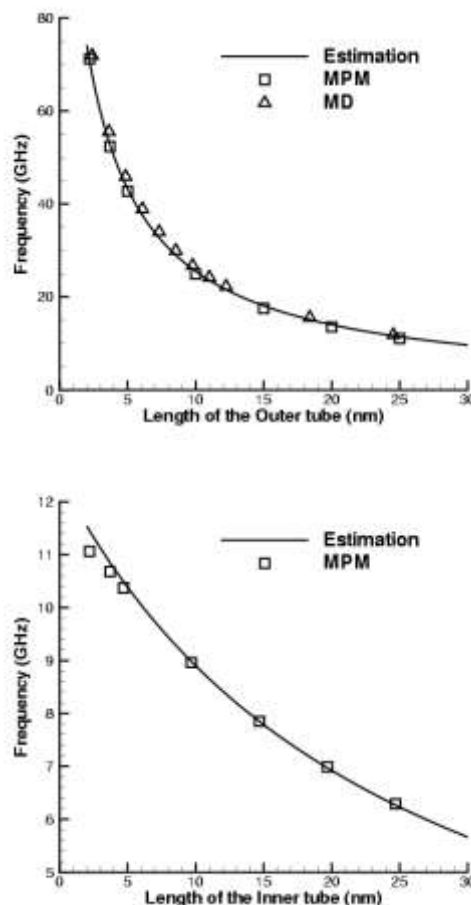 80
60
40
20
0
Frequency (GHz)
Estimation
MPM
MD
0 5 10 15 20 25 30
Length of the Outer tube (nm)
12
11
10
9
8
7
6
5
Frequency (GHz)
Estimation
MPM
0 5 10 15 20 25 30
Length of the Inner tube (nm)